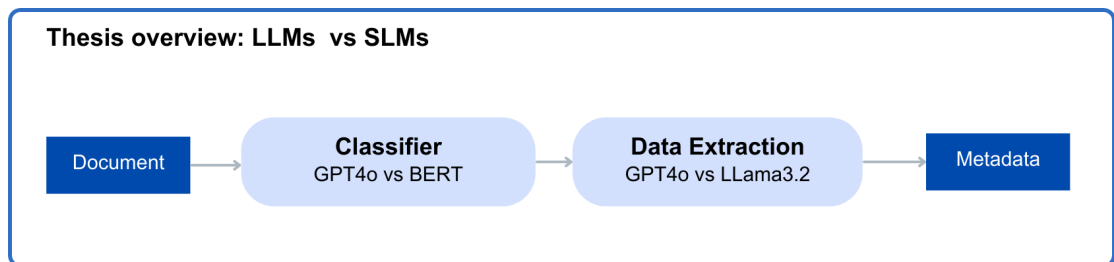 Thesis overview: LLMs  vs SLMs
Document
Classifier
GPT4o vs BERT
Data Extraction
GPT4o vs LLama3.2
Metadata